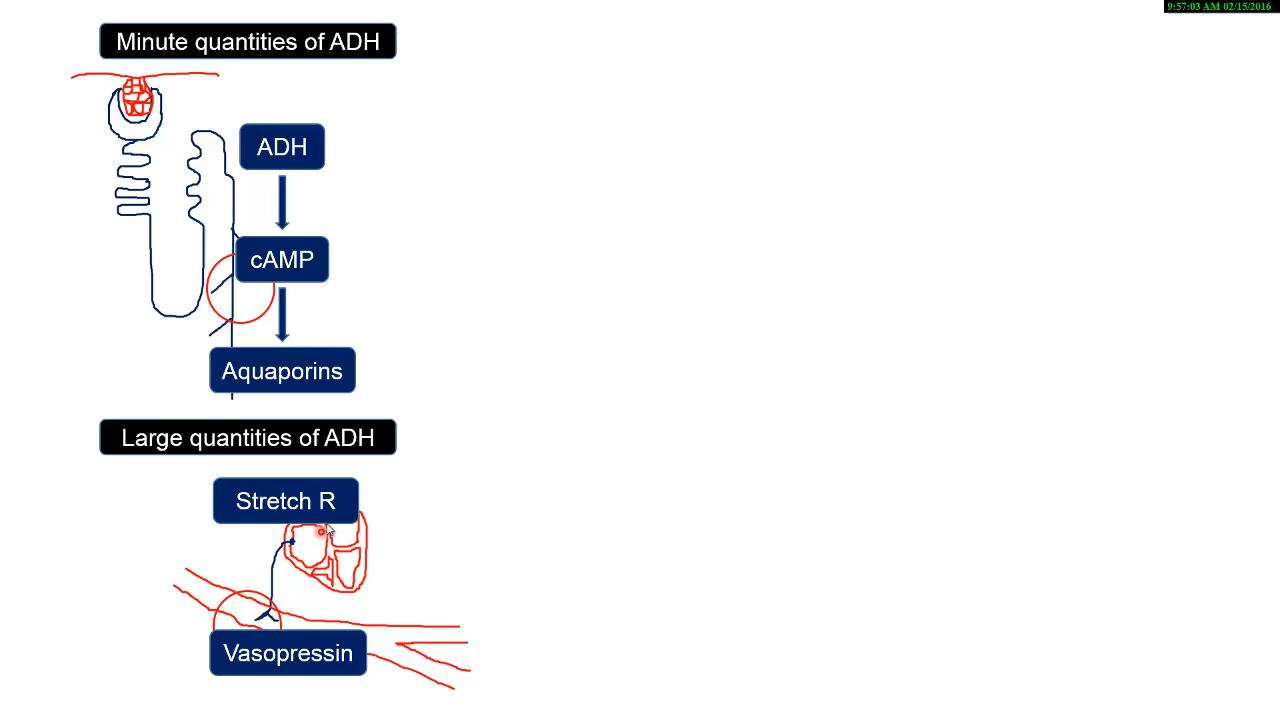 9:57:03 AM 02/15/2016
Minute quantities of ADH
ADH
cAMP
Aquaporins
Large quantities of ADH
Stretch R
Vasopressin